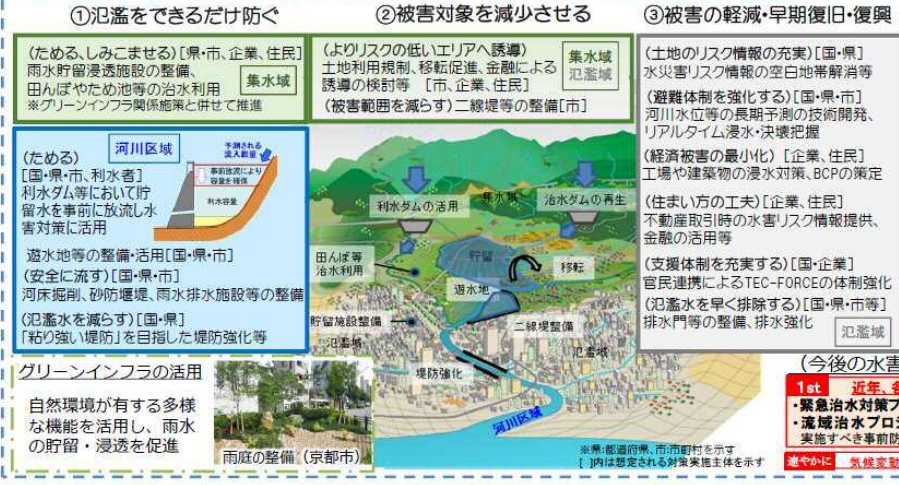 ①氾濫をできるだけ防ぐ
②被害対象を減少させる
③被害の軽減・早期復旧・復興
(ためる、しみこませる)[県・市、企業、住民]
雨水貯留浸透施設の整備、
田んぼやため池等の治水利用
※グリーンインフラ関係施策と併せて推進
集水域
(よりリスクの低いエリアへ誘導)
土地利用規制、移転促進、金融による
誘導の検討等 [市、企業、住民]
(被害範囲を減らす)二線堤等の整備[市]
集水域
氾濫域
(土地のリスク情報の充実)[国・県]
水災害リスク情報の空白地帯解消等
(避難体制を強化する)[国・県・市]
河川水位等の長期予測の技術開発、
リアルタイム浸水・決壊把握
(経済被害の最小化) [企業、住民]
工場や建築物の浸水対策、BCPの策定
(住まい方の工夫)[企業、住民]
不動産取引時の水害リスク情報提供、
金融の活用等
(支援体制を充実する)[国・企業]
官民連携によるTEC-FORCEの体制強化
(氾濫水を早く排除する)[国・県・市等]
排水門等の整備、排水強化
氾濫域
河川区域
(ためる)
[国・県・市、利水者]
利水ダム等において貯
留水を事前に放流し水
害対策に活用
予測される
流入総量
事前放流により
容量を確保
利水容量
遊水地等の整備・活用[国・県・市]
(安全に流す)[国・県・市]
河床掘削、砂防堰堤、雨水排水施設等の整備
(氾濫水を減らす)[国・県]
「粘り強い堤防」を目指した堤防強化等
利水ダムの活用
集水域
治水ダムの再生
田んぼ等
治水利用
貯留
移転
遊水地
貯留施設整備
二線堤整備
氾濫域
氾濫域
堤防強化
河川区域
※県:都道府県、市:市町村を示す
[ ]内は想定される対策実施主体を示す
グリーンインフラの活用
自然環境が有する多様
な機能を活用し、雨水
の貯留・浸透を促進
雨庭の整備(京都市)
(今後の水害
1st 近年、各
・緊急治水対策プ
・流域治水プロジ
実施すべき事前防
速やかに 気候変動